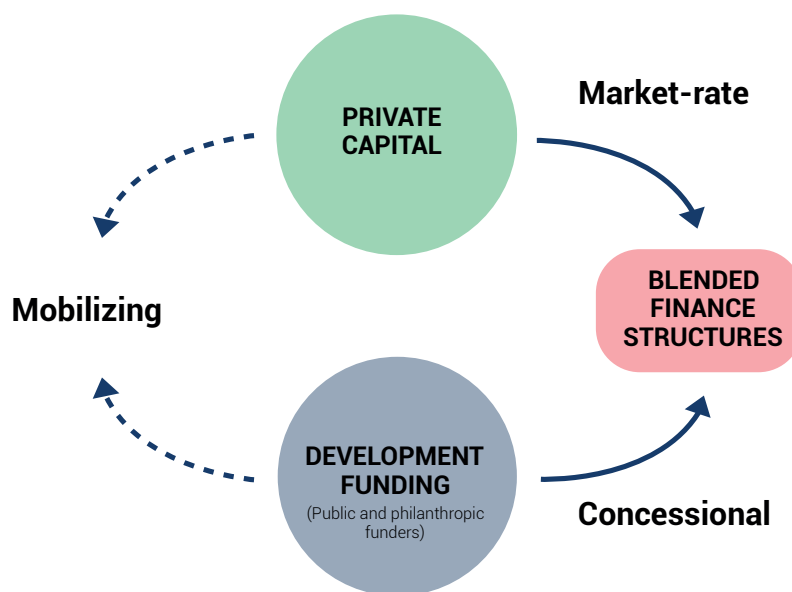 PRIVATE
CAPITAL
Market-rate
Mobilizing
BLENDED
FINANCE
STRUCTURES
DEVELOPMENT
FUNDING
(Public and philanthropic
funders)
Concessional